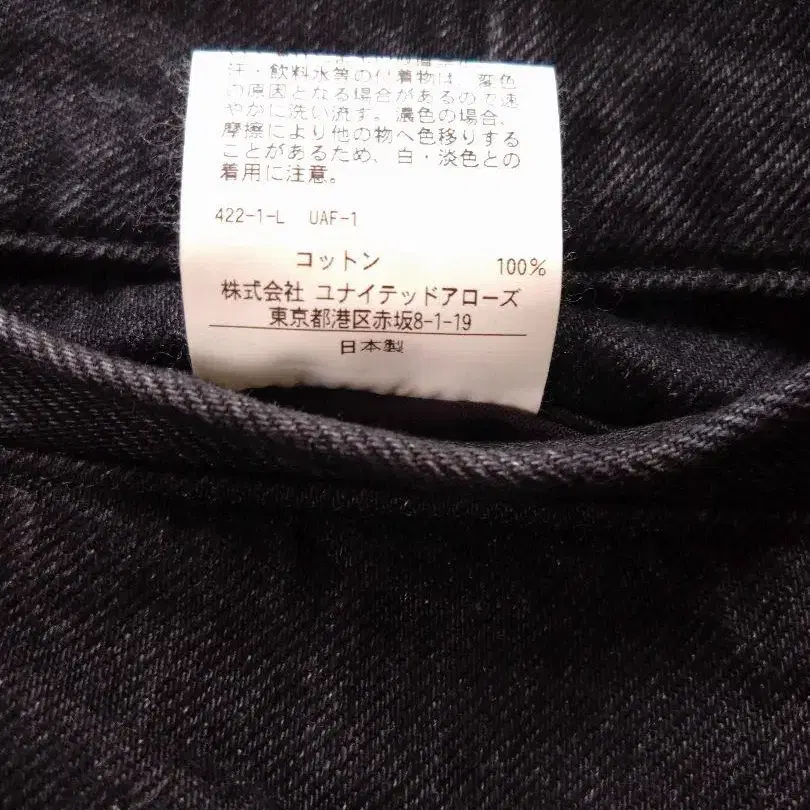 汗・飲料水等の付着物は、変色
の原因となる場合があるので速
やかに洗い流す。濃色の場合、
摩擦により他の物へ色移りする
ことがあるため、白・淡色との
着用に注意。
422-1-L UAF-1
コットン 100%
株式会社 ユナイテッドアローズ
東京都港区赤坂8-1-19
日本製